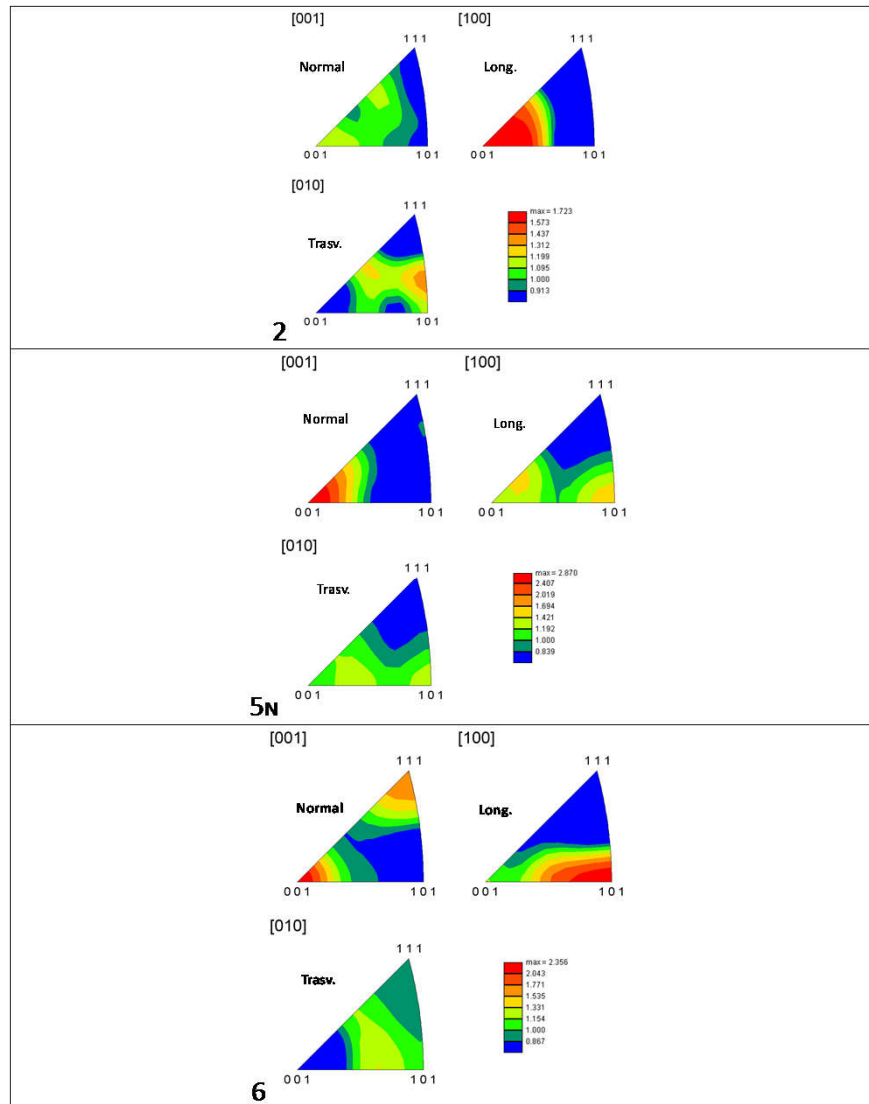 [001] [100]
1 1 1 1 1 1
Normal Long.
0 0 1 1 0 1 0 0 1 1 0 1
[010]
1 1 1
max = 1.723
1.573
Trasv.
1.437
1.312
1.199
1.095
1.000
0.913
0 0 1 1 0 1
2
[001] [100]
1 1 1 1 1 1
Normal Long.
0 0 1 1 0 1 0 0 1 1 0 1
[010]
1 1 1
max = 2.870
2.407
Trasv.
2.019
1.694
1.421
1.192
1.000
0.839
0 0 1 1 0 1
5N
[001] [100]
1 1 1 1 1 1
Normal Long.
0 0 1 1 0 1 0 0 1 1 0 1
[010]
1 1 1
max = 2.356
2.043
Trasv.
1.771
1.535
1.331
1.154
1.000
0.867
0 0 1 1 0 1
6